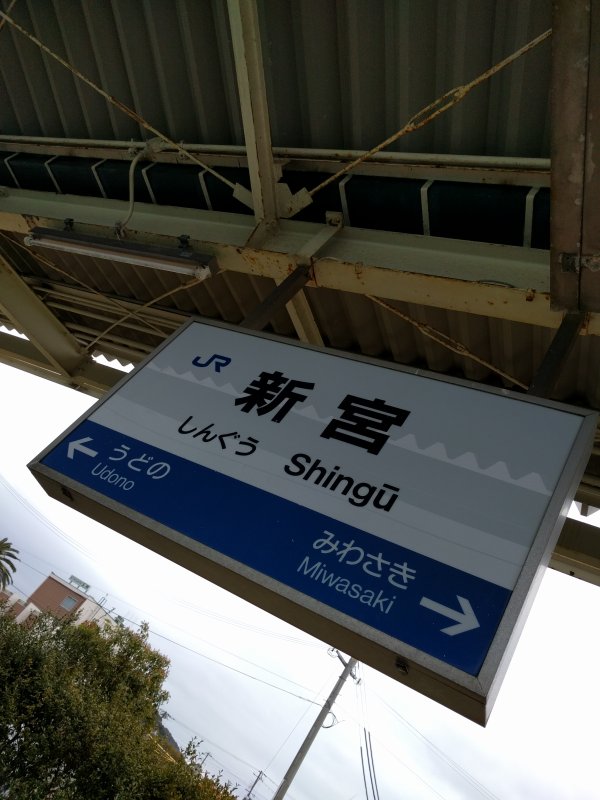 JR
新宮
しんぐう Shingū
うどの
Udono
みわさき
Miwasaki